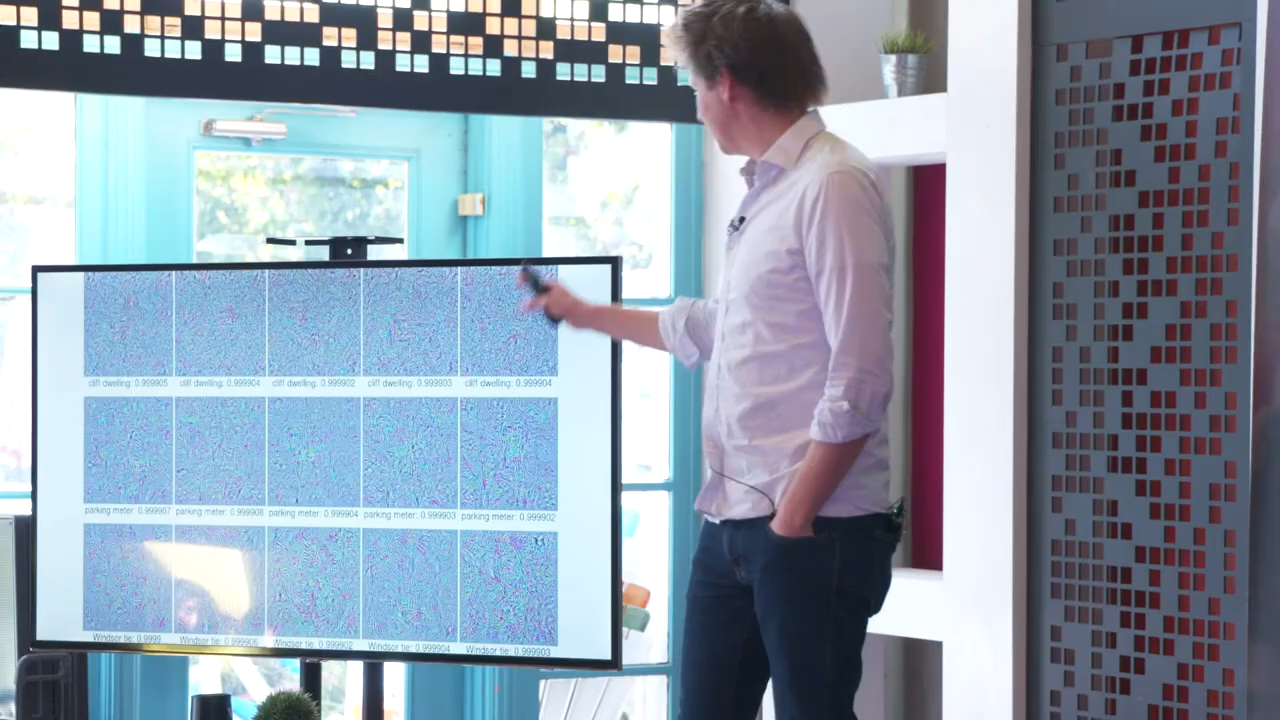 cliff dwelling: 0.999905 cliff dwelling: 0.999904 cliff dwelling: 0.999902 cliff dwelling: 0.999903 cliff dwelling: 0.999904
parking meter: 0.999907 parking meter: 0.999908 parking meter: 0.999904 parking meter: 0.999903 parking meter: 0.999902
Windsor tie: 0.9999 Windsor tie: 0.999906 Windsor tie: 0.999902 Windsor tie: 0.999904 Windsor tie: 0.999903